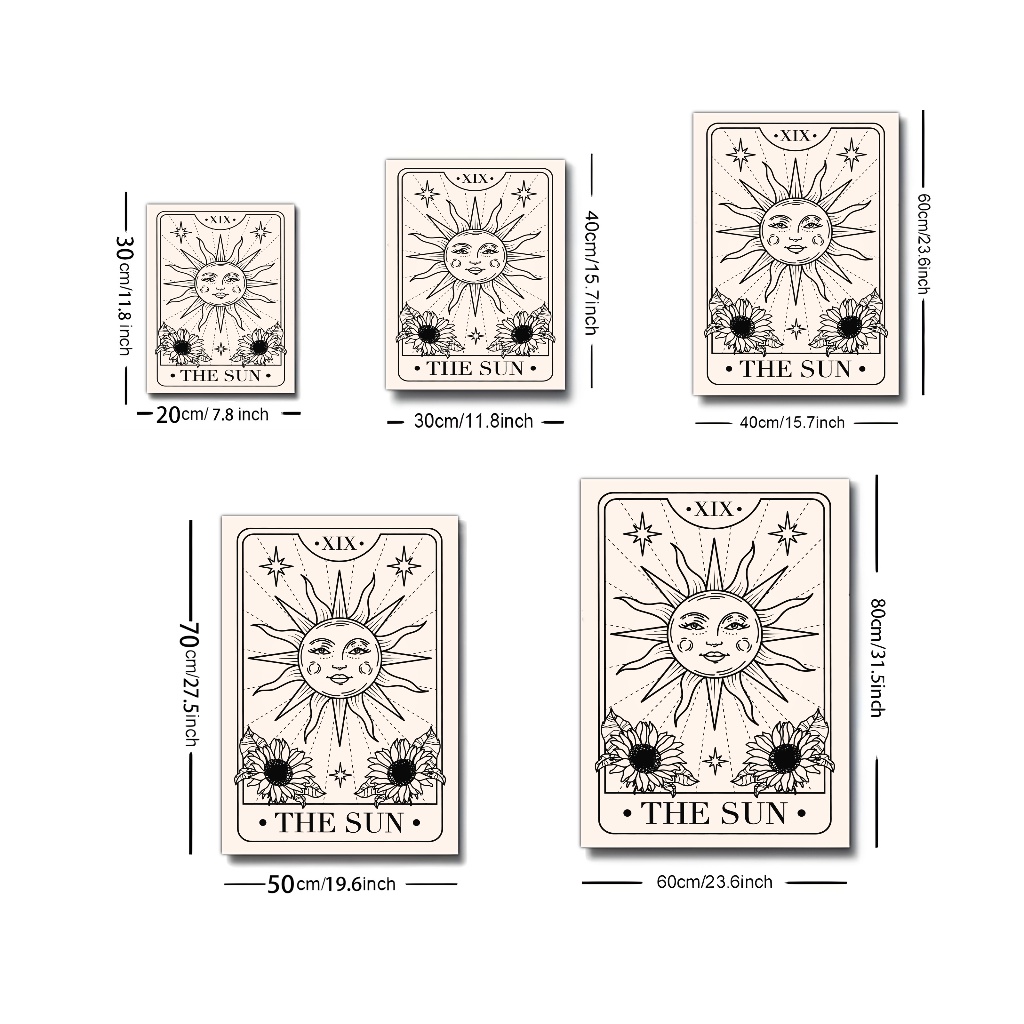 •XIX•
• THE SUN •
30cm/11.8 inch
20cm/ 7.8 inch
•XIX•
• THE SUN •
40cm/15.7inch
30cm/11.8inch
•XIX•
• THE SUN •
60cm/23.6inch
40cm/15.7inch
•XIX•
• THE SUN •
70cm/27.5inch
50cm/19.6inch
•XIX•
• THE SUN •
80cm/31.5inch
60cm/23.6inch